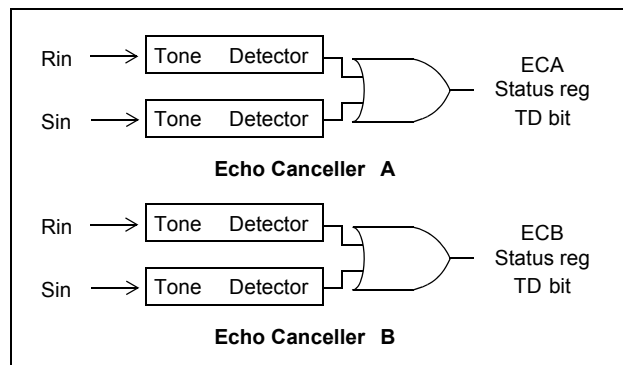 Rin
Tone Detector
Sin
Tone Detector
ECA
Status reg
TD bit
Echo Canceller A
Rin
Tone Detector
Sin
Tone Detector
ECB
Status reg
TD bit
Echo Canceller B